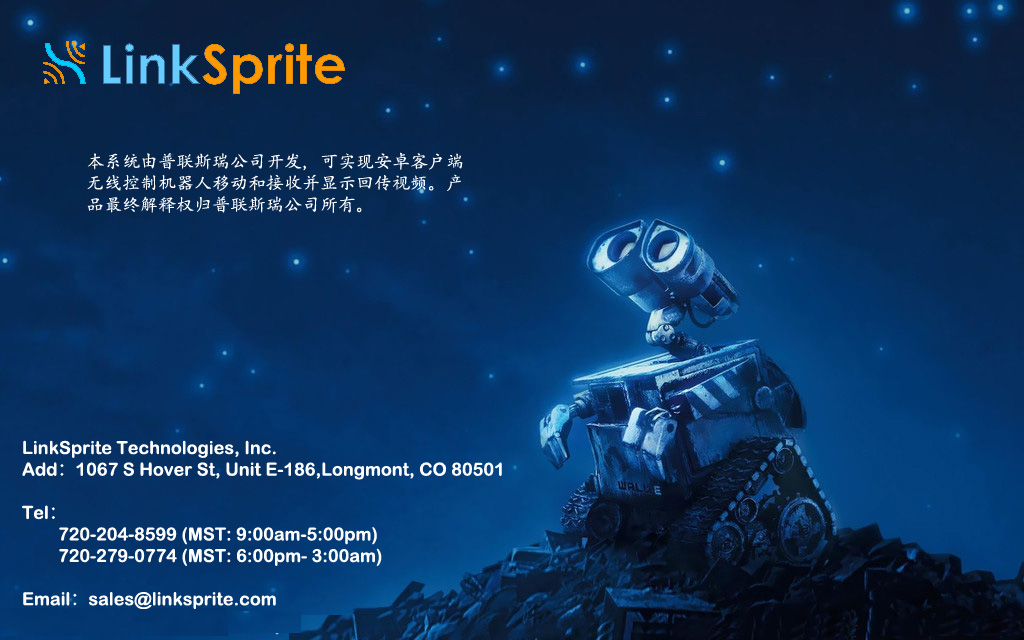 LinkSprite
本系统由普联斯瑞公司开发，可实现安卓客户端
无线控制机器人移动和接收并显示回传视频。产
品最终解释权归普联斯瑞公司所有。
WALL·E
LinkSprite Technologies, Inc.
Add：1067 S Hover St, Unit E-186,Longmont, CO 80501
Tel：
720-204-8599 (MST: 9:00am-5:00pm)
720-279-0774 (MST: 6:00pm- 3:00am)
Email：sales@linksprite.com